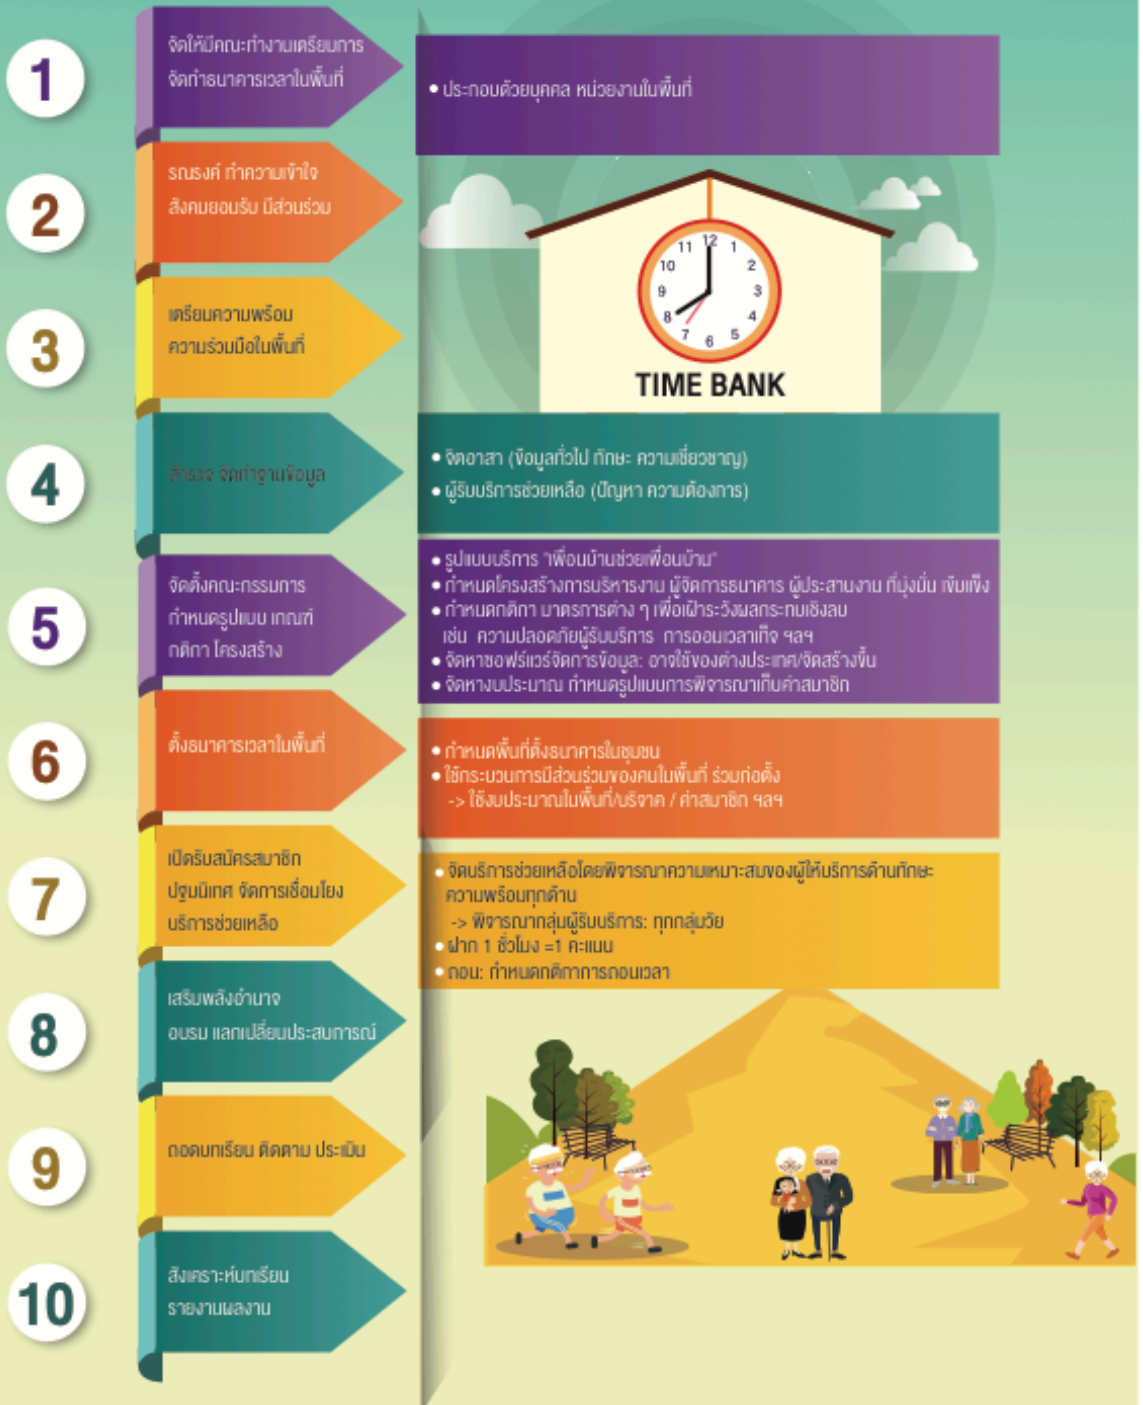 1
จัดให้มีคณะทำงานเตรียมการ
จัดทำธนาคารเวลาในพื้นที่
• ประกอบด้วยบุคคล หน่วยงานในพื้นที่
2
รณรงค์ ทำความเข้าใจ
สังคมยอมรับ มีส่วนร่วม
11 12 1
10 2
9 3
8 4
7 6 5
TIME BANK
3
เตรียมความพร้อม
ความร่วมมือในพื้นที่
4
สำรวจ จัดทำฐานข้อมูล
• จิตอาสา (ข้อมูลทั่วไป ทักษะ ความเชี่ยวชาญ)
• ผู้รับบริการช่วยเหลือ (ปัญหา ความต้องการ)
5
จัดตั้งคณะกรรมการ
กำหนดรูปแบบ เกณฑ์
กติกา โครงสร้าง
• รูปแบบบริการ "เพื่อนบ้านช่วยเพื่อนบ้าน"
• กำหนดโครงสร้างการบริหารงาน ผู้จัดการธนาคาร ผู้ประสานงาน ที่มุ่งมั่น เข้มแข็ง
• กำหนดกติกา มาตรการต่าง ๆ เพื่อเฝ้าระวังผลกระทบเชิงลบ
เช่น ความปลอดภัยผู้รับบริการ การออมเวลาเท็จ ฯลฯ
• จัดหาซอฟร์แวร์จัดการข้อมูล: อาจใช้ของต่างประเทศ/จัดสร้างขึ้น
• จัดหางบประมาณ กำหนดรูปแบบการพิจารณาเก็บค่าสมาชิก
6
ตั้งธนาคารเวลาในพื้นที่
• กำหนดพื้นที่ตั้งธนาคารในชุมชน
• ใช้กระบวนการมีส่วนร่วมของคนในพื้นที่ ร่วมก่อตั้ง
-> ใช้งบประมาณในพื้นที่/บริจาค / ค่าสมาชิก ฯลฯ
7
เปิดรับสมัครสมาชิก
ปฐมนิเทศ จัดการเชื่อมโยง
บริการช่วยเหลือ
• จัดบริการช่วยเหลือโดยพิจารณาความเหมาะสมของผู้ให้บริการด้านทักษะ
ความพร้อมทุกด้าน
-> พิจารณากลุ่มผู้รับบริการ: ทุกกลุ่มวัย
• ฝาก 1 ชั่วโมง =1 คะแนน
• ถอน: กำหนดกติกาการถอนเวลา
8
เสริมพลังอำนาจ
อบรม แลกเปลี่ยนประสบการณ์
9
ถอดบทเรียน ติดตาม ประเมิน
10
สังเคราะห์บทเรียน
รายงานผลงาน